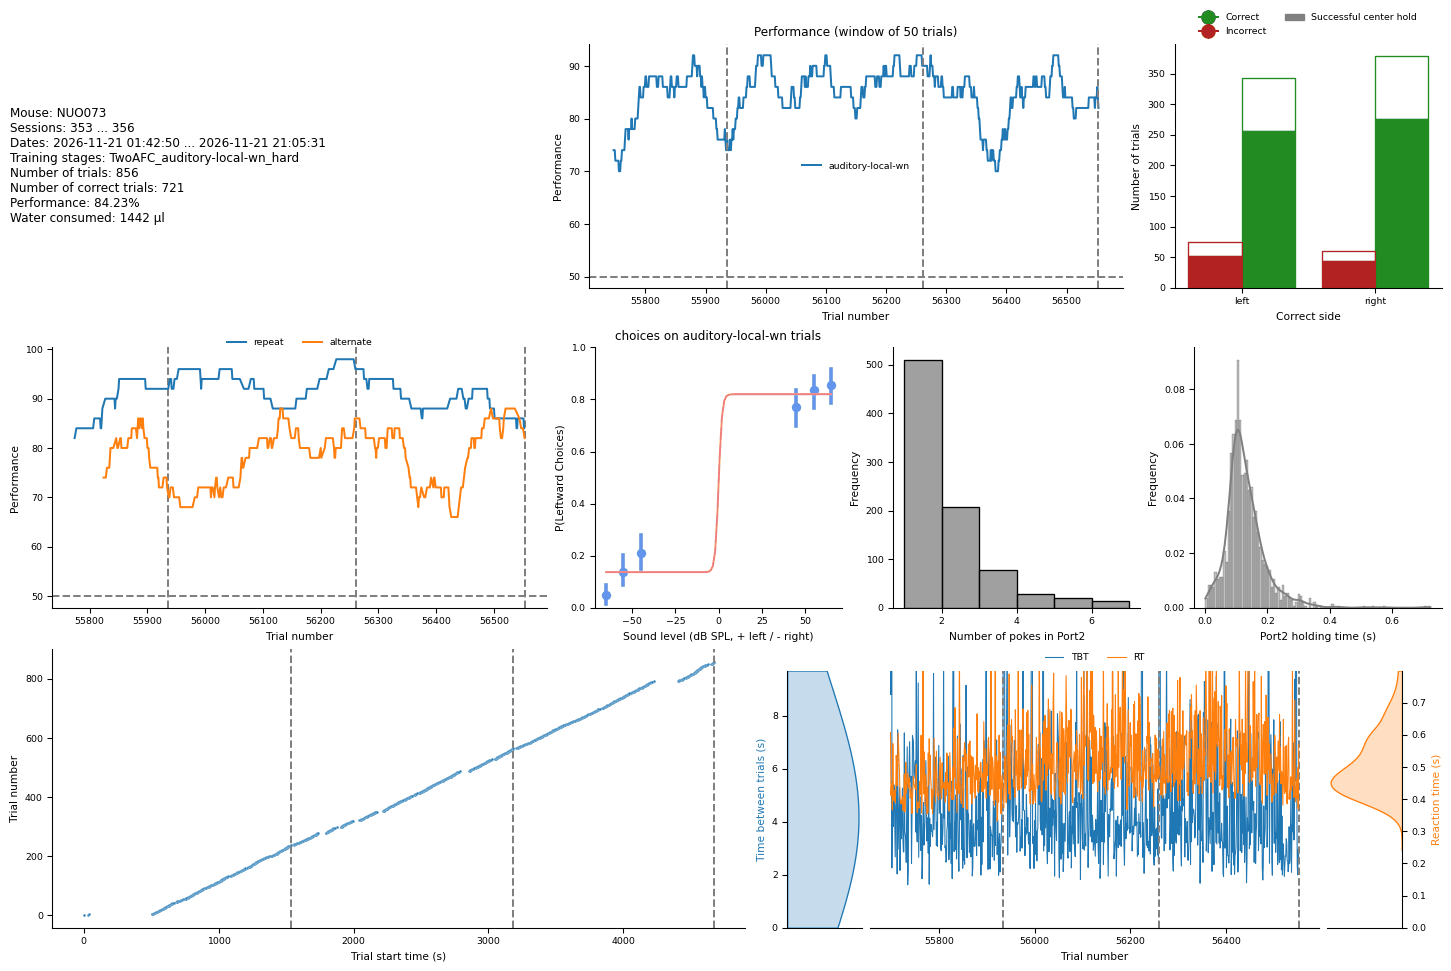 Mouse: NUO073
Sessions: 353 ... 356
Dates: 2026-11-21 01:42:50 ... 2026-11-21 21:05:31
Training stages: TwoAFC_auditory-local-wn_hard
Number of trials: 856
Number of correct trials: 721
Performance: 84.23%
Water consumed: 1442 µl
Performance (window of 50 trials)
Performance
90
80
70
60
50
auditory-local-wn
55800 55900 56000 56100 56200 56300 56400 56500
Trial number
Correct
Incorrect
Successful center hold
Number of trials
350
300
250
200
150
100
50
0
left right
Correct side
repeat alternate
Performance
100
90
80
70
60
50
55800 55900 56000 56100 56200 56300 56400 56500
Trial number
choices on auditory-local-wn trials
P(Leftward Choices)
1.0
0.8
0.6
0.4
0.2
0.0
−50 −25 0 25 50
Sound level (dB SPL, + left / - right)
Frequency
500
400
300
200
100
0
2 4 6
Number of pokes in Port2
Frequency
0.08
0.06
0.04
0.02
0.00
0.0 0.2 0.4 0.6
Port2 holding time (s)
Trial number
800
600
400
200
0
0 1000 2000 3000 4000
Trial start time (s)
TBT RT
Time between trials (s)
8
6
4
2
0
55800 56000 56200 56400
Trial number
0.7
0.6
0.5
0.4
0.3
0.2
0.1
0.0
Reaction time (s)